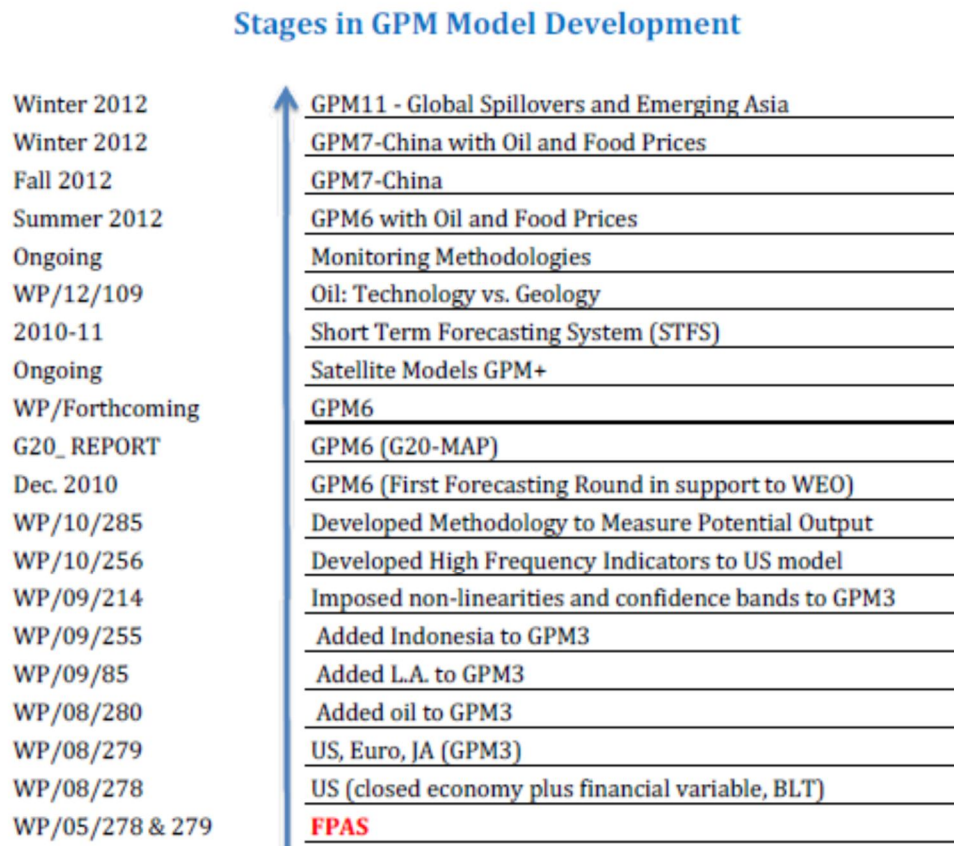 Stages in GPM Model Development
Winter 2012 GPM11 - Global Spillovers and Emerging Asia
Winter 2012 GPM7-China with Oil and Food Prices
Fall 2012 GPM7-China
Summer 2012 GPM6 with Oil and Food Prices
Ongoing Monitoring Methodologies
WP/12/109 Oil: Technology vs. Geology
2010-11 Short Term Forecasting System (STFS)
Ongoing Satellite Models GPM+
WP/Forthcoming GPM6
G20_ REPORT GPM6 (G20-MAP)
Dec. 2010 GPM6 (First Forecasting Round in support to WEO)
WP/10/285 Developed Methodology to Measure Potential Output
WP/10/256 Developed High Frequency Indicators to US model
WP/09/214 Imposed non-linearities and confidence bands to GPM3
WP/09/255 Added Indonesia to GPM3
WP/09/85 Added L.A. to GPM3
WP/08/280 Added oil to GPM3
WP/08/279 US, Euro, JA (GPM3)
WP/08/278 US (closed economy plus financial variable, BLT)
WP/05/278 & 279 FPAS